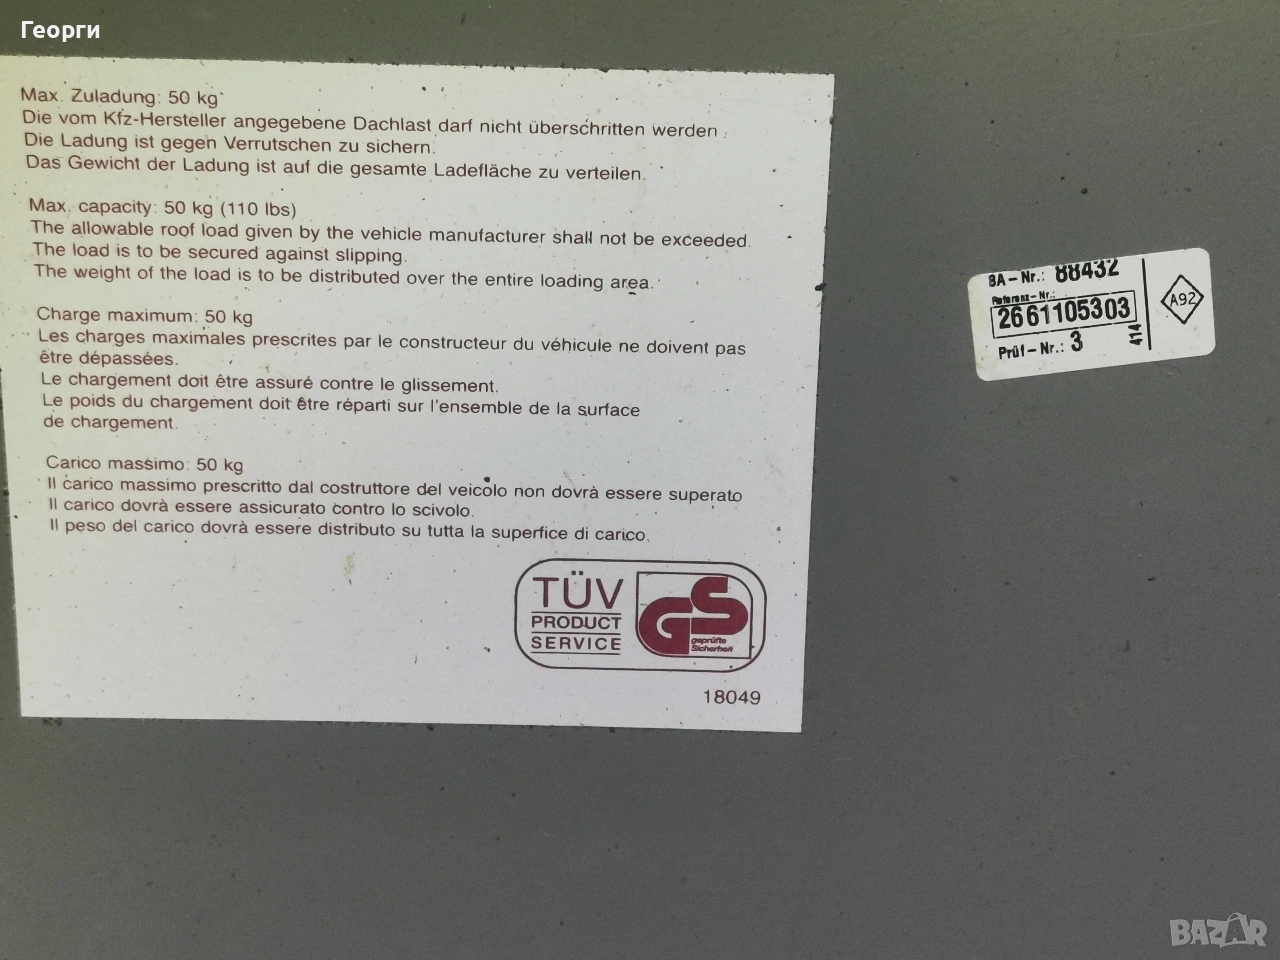 Георги
Max. Zuladung: 50 kg
Die vom Kfz-Hersteller angegebene Dachlast darf nicht überschritten werden.
Die Ladung ist gegen Verrutschen zu sichern.
Das Gewicht der Ladung ist auf die gesamte Ladefläche zu verteilen.
Max. capacity: 50 kg (110 lbs)
The allowable roof load given by the vehicle manufacturer shall not be exceeded.
The load is to be secured against slipping.
The weight of the load is to be distributed over the entire loading area.
Charge maximum: 50 kg
Les charges maximales prescrites par le constructeur du véhicule ne doivent pas
être dépassées.
Le chargement doit être assuré contre le glissement.
Le poids du chargement doit être réparti sur l'ensemble de la surface
de chargement.
Carico massimo: 50 kg
Il carico massimo prescritto dal costruttore del veicolo non dovrà essere superato
Il carico dovrà essere assicurato contro lo scivolo.
Il peso del carico dovrà essere distributo su tutta la superfice di carico.
TÜV
PRODUCT
SERVICE
GS
geprüfte
Sicherheit
18049
BA-Nr.: 88432
Referenz-Nr.:
2661105303
Prüf-Nr.: 3
414
A92
BAZAR